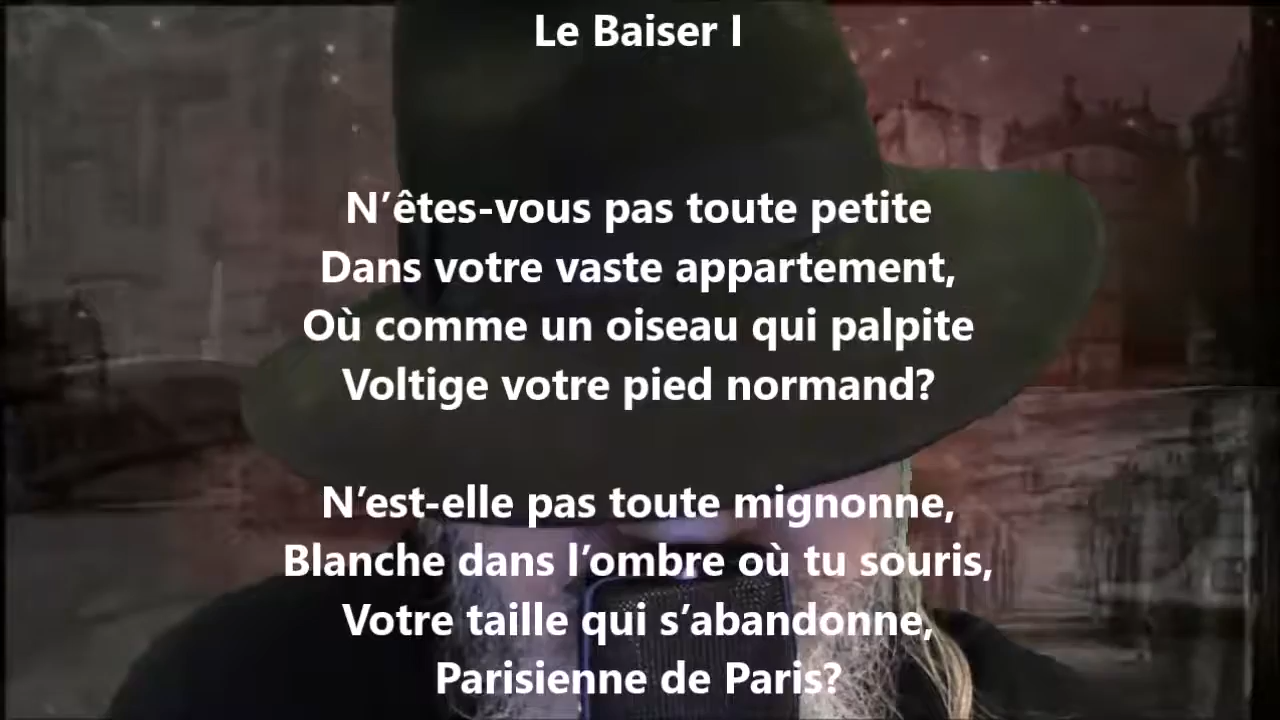 Le Baiser I
N’êtes-vous pas toute petite
Dans votre vaste appartement,
Où comme un oiseau qui palpite
Voltige votre pied normand?
N’est-elle pas toute mignonne,
Blanche dans l’ombre où tu souris,
Votre taille qui s’abandonne,
Parisienne de Paris?